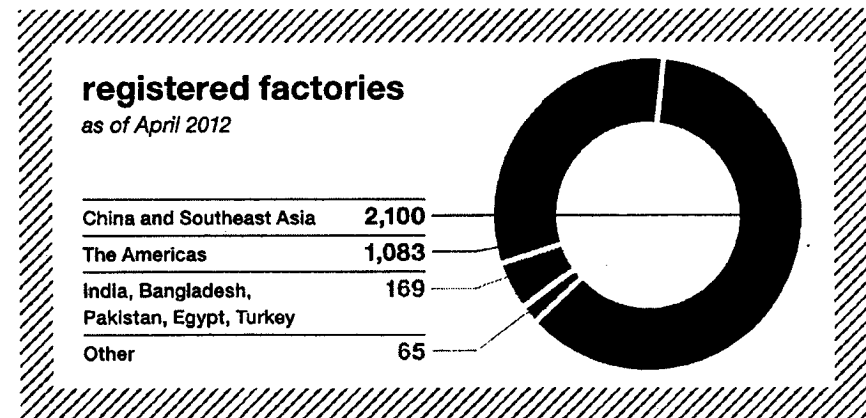 registered factories
as of April 2012
China and Southeast Asia 2,100
The Americas 1,083
India, Bangladesh, 169
Pakistan, Egypt, Turkey
Other 65